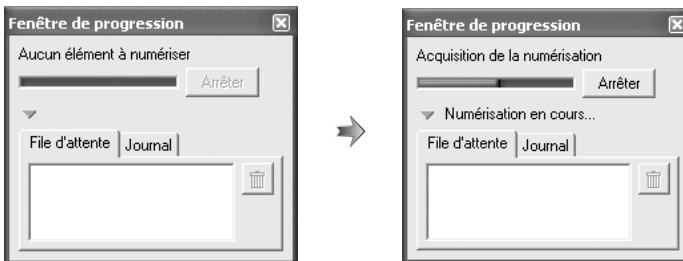 Fenêtre de progression
Aucun élément à numériser
Arrêter
File d'attente Journal
Fenêtre de progression
Acquisition de la numérisation
Arrêter
Numérisation en cours...
File d'attente Journal